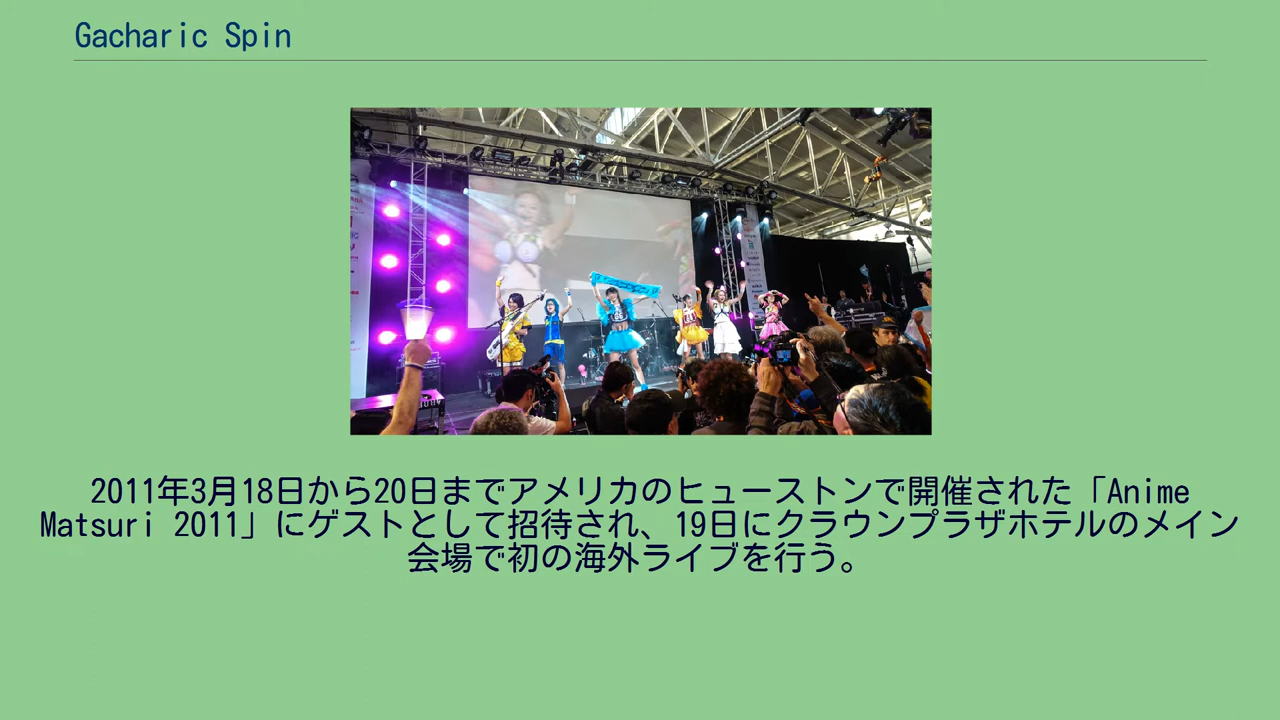 Gacharic Spin
2011年3月18日から20日までアメリカのヒューストンで開催された「Anime
Matsuri 2011」にゲストとして招待され、19日にクラウンプラザホテルのメイン
会場で初の海外ライブを行う。